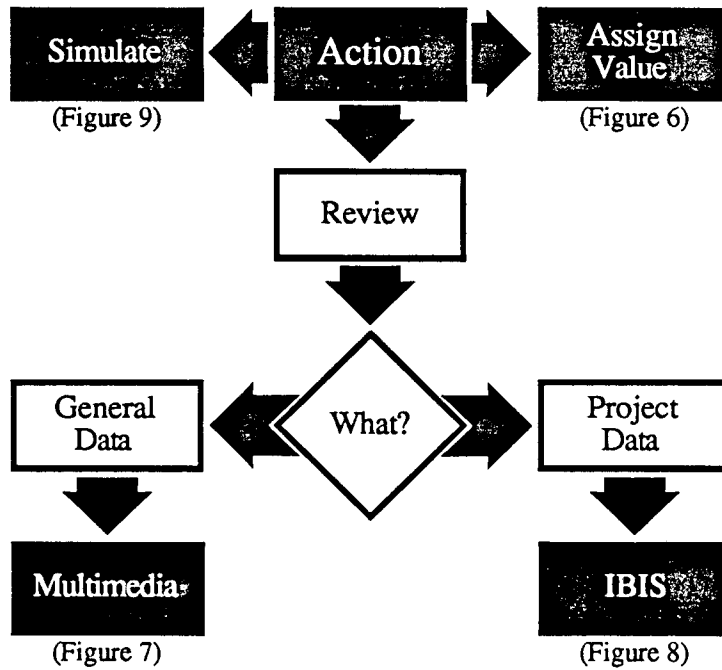 Simulate
Action
Assign
Value
(Figure 9)
(Figure 6)
Review
General
Data
What?
Project
Data
Multimedia
IBIS
(Figure 7)
(Figure 8)